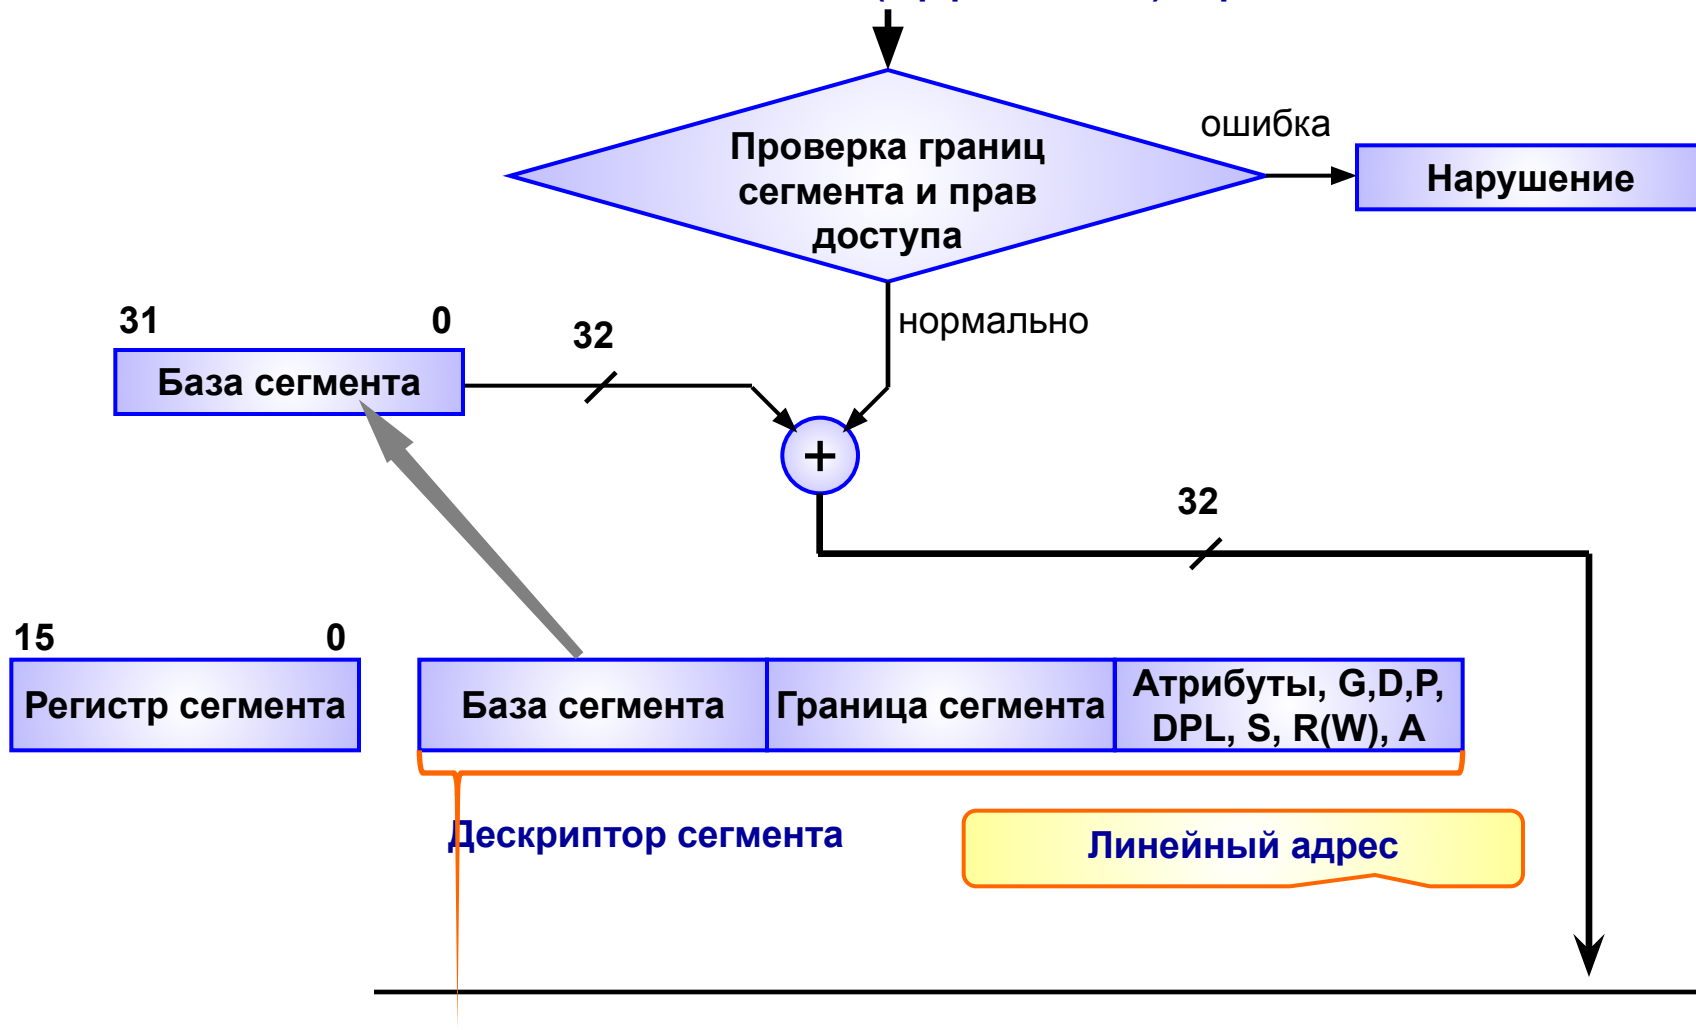 ошибка
Проверка границ
сегмента и прав
доступа
Нарушение
31 0
32
нормально
База сегмента
+
32
15 0
Регистр сегмента
База сегмента
Граница сегмента
Атрибуты, G,D,P,
DPL, S, R(W), A
Дескриптор сегмента
Линейный адрес